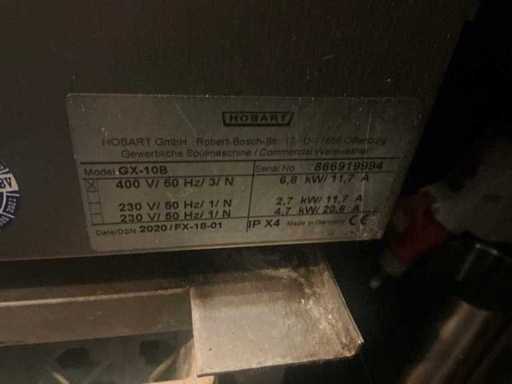 HOBART
HOBART GmbH Robert-Bosch-Str. 17 D-77656 Offenburg
Gewerbliche Spülmaschine / Commercial Warewasher
Model GX-10B Serial No 866919994
400 V/ 50 Hz/ 3/ N 6,8 kW/ 11,7 A
230 V/ 50 Hz/ 1/ N 2,7 kW/ 11,7 A
230 V/ 50 Hz/ 1/ N 4,7 kW/ 20,6 A
Date/DGN 2020 / FX-18-01 IP X4 Made in Germany CE